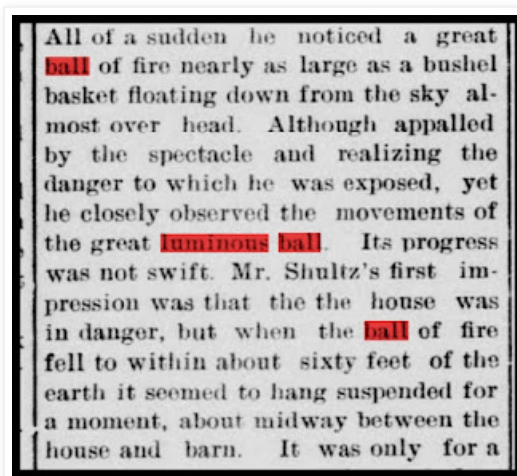 All of a sudden he noticed a great
ball of fire nearly as large as a bushel
basket floating down from the sky al-
most over head. Although appalled
by the spectacle and realizing the
danger to which he was exposed, yet
he closely observed the movements of
the great luminous ball. Its progress
was not swift. Mr. Shultz's first im-
pression was that the the house was
in danger, but when the ball of fire
fell to within about sixty feet of the
earth it seemed to hang suspended for
a moment, about midway between the
house and barn. It was only for a